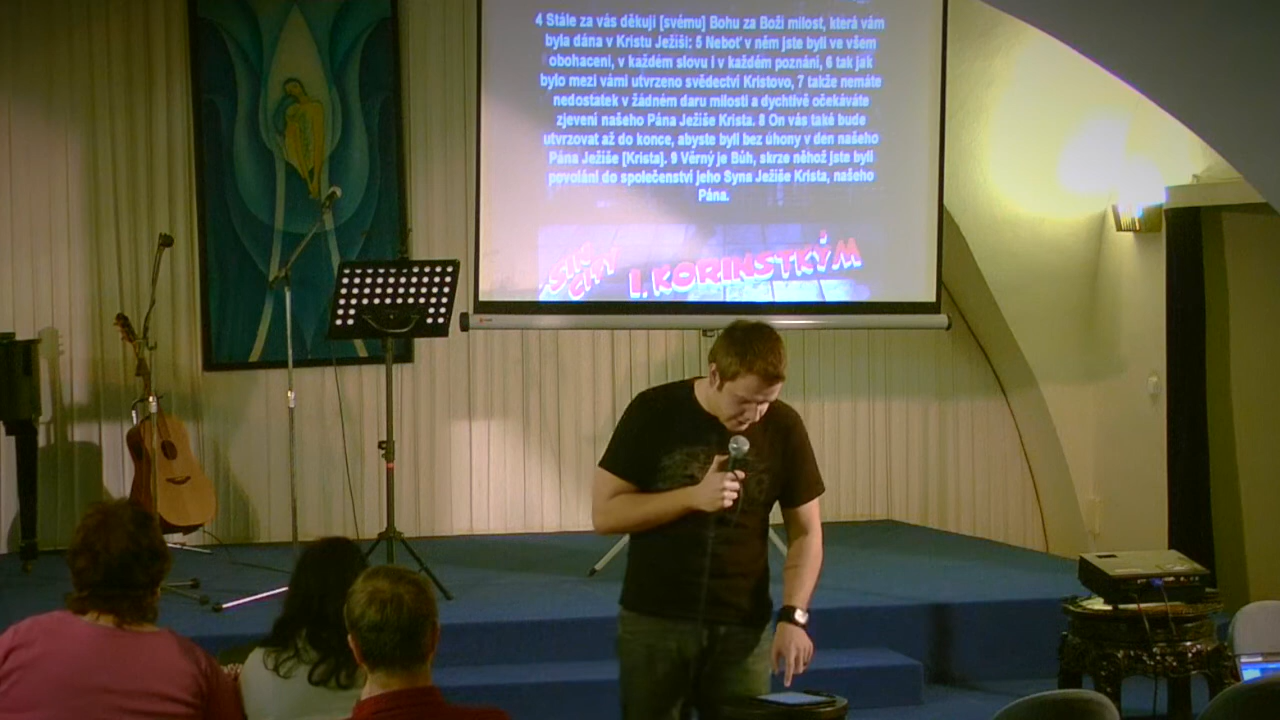 4 Stále za vás děkuji [svému] Bohu za Boží milost, která vám
byla dána v Kristu Ježíši: 5 Neboť v něm jste byli ve všem
obohaceni, v každém slovu i v každém poznání, 6 tak jak
bylo mezi vámi utvrzeno svědectví Kristovo, 7 takže nemáte
nedostatek v žádném daru milosti a dychtivě očekáváte
zjevení našeho Pána Ježíše Krista. 8 On vás také bude
utvrzovat až do konce, abyste byli bez úhony v den našeho
Pána Ježíše [Krista]. 9 Věrný je Bůh, skrze něhož jste byli
povoláni do společenství jeho Syna Ježíše Krista, našeho
Pána.
SIN
CITY
I. KORINSTKÝM